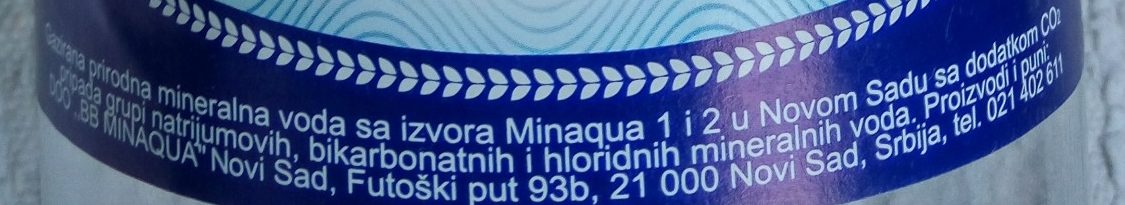 Gazirana prirodna mineralna voda sa izvora Minaqua 1 i 2 u Novom Sadu sa dodatkom CO₂
pripada grupi natrijumovih, bikarbonatnih i hloridnih mineralnih voda. Proizvodi i puni:
DOO „BB MINAQUA" Novi Sad, Futoški put 93b, 21 000 Novi Sad, Srbija, tel. 021 402 611